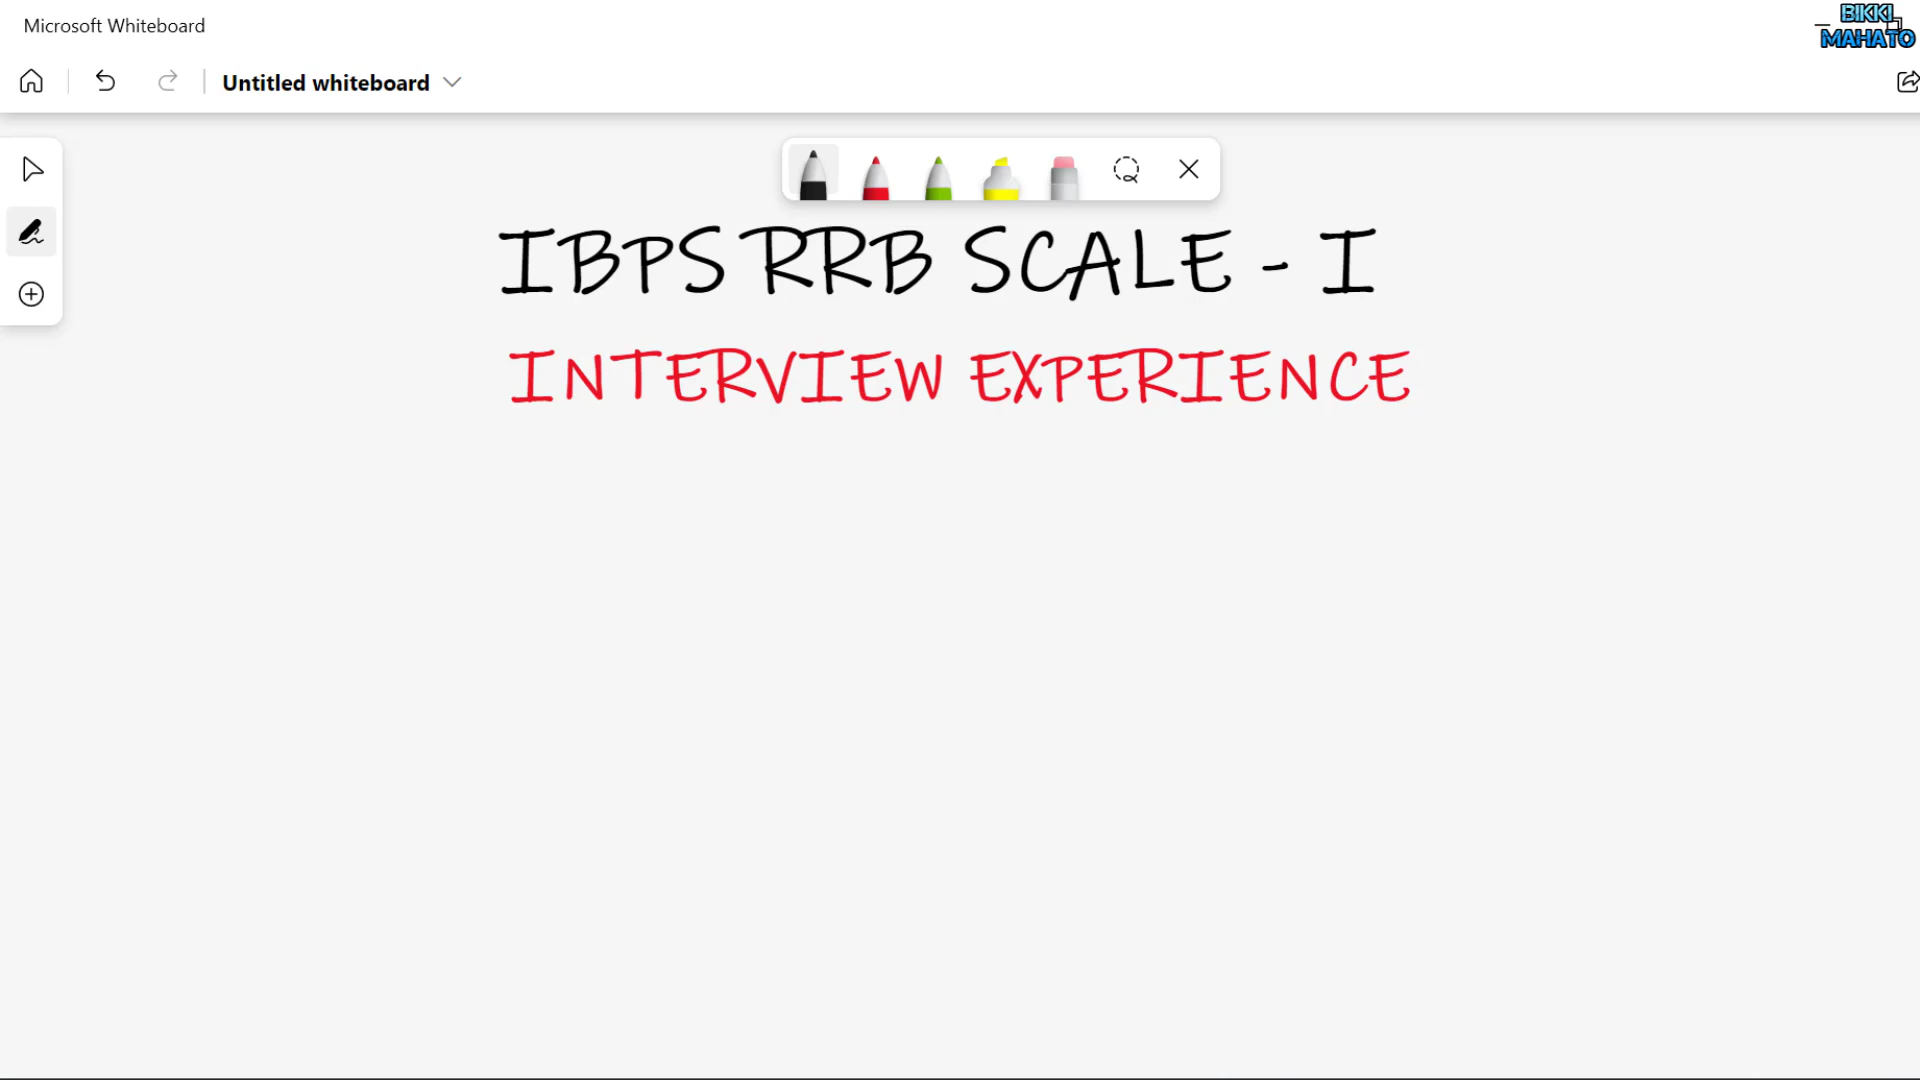 Microsoft Whiteboard
BIKKI
MAHATO
Untitled whiteboard
IBPS RRB SCALE - I
INTERVIEW EXPERIENCE